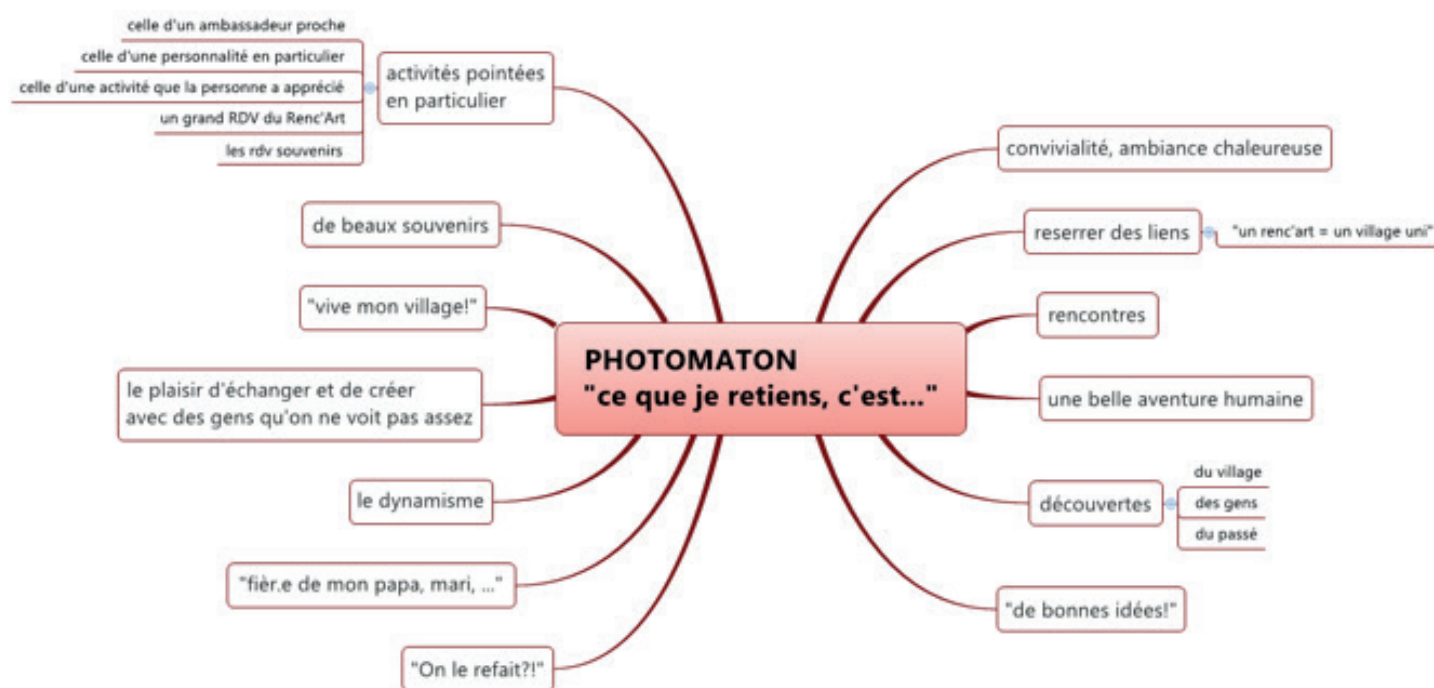 PHOTOMATON
"ce que je retiens, c'est..."
celle d'un ambassadeur proche
celle d'une personnalité en particulier
celle d'une activité que la personne a apprécié
un grand RDV du Renc'Art
les rdv souvenirs
activités pointées
en particulier
de beaux souvenirs
"vive mon village!"
le plaisir d'échanger et de créer
avec des gens qu'on ne voit pas assez
le dynamisme
"fièr.e de mon papa, mari, ..."
"On le refait?!"
convivialité, ambiance chaleureuse
reserrer des liens
"un renc'art = un village uni"
rencontres
une belle aventure humaine
découvertes
du village
des gens
du passé
"de bonnes idées!"